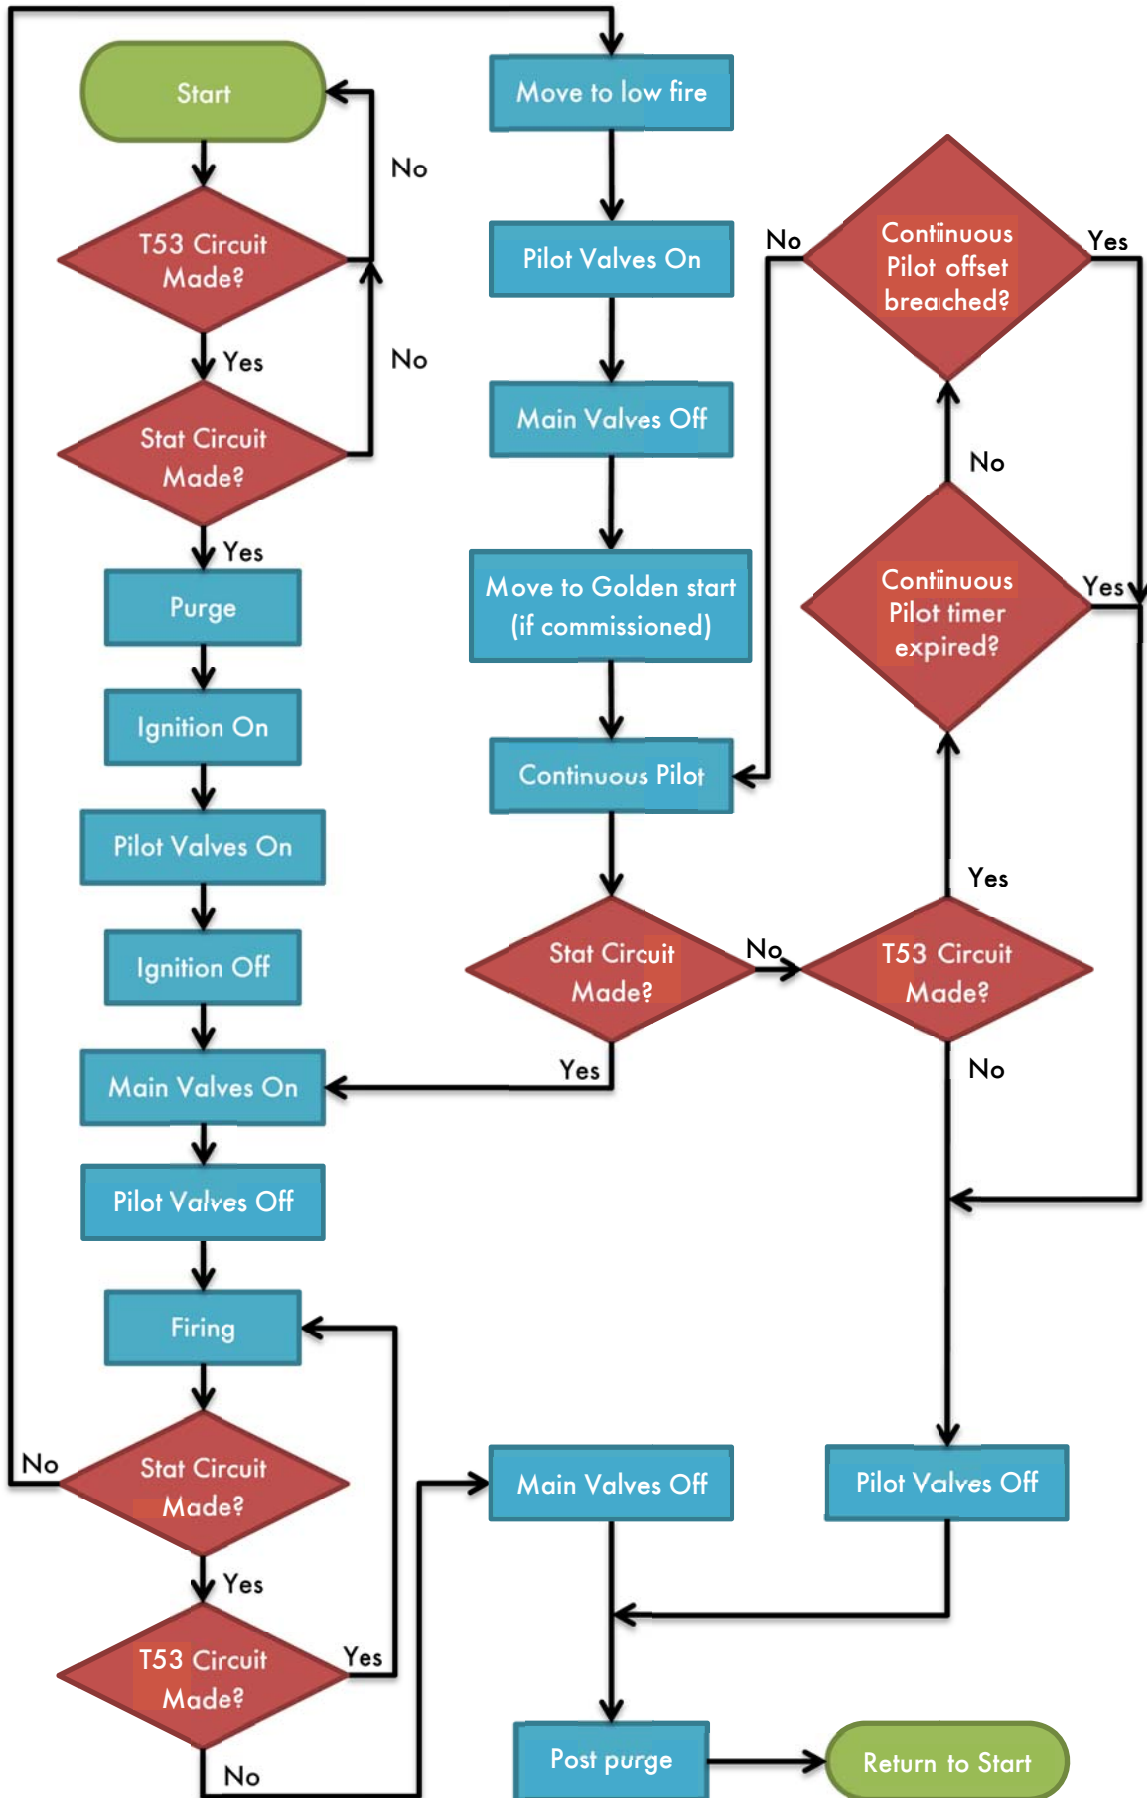 Start
No
T53 Circuit
Made?
Yes
No
Stat Circuit
Made?
Yes
Purge
Ignition On
Pilot Valves On
Ignition Off
Main Valves On
Pilot Valves Off
Firing
No
Stat Circuit
Made?
Yes
T53 Circuit
Made?
Yes
No
Move to low fire
Pilot Valves On
Main Valves Off
Move to Golden start
(if commissioned)
Continuous Pilot
Stat Circuit
Made?
No
Yes
T53 Circuit
Made?
Yes
No
Continuous
Pilot timer
expired?
Yes
No
Continuous
Pilot offset
breached?
No
Yes
Main Valves Off
Pilot Valves Off
Post purge
Return to Start